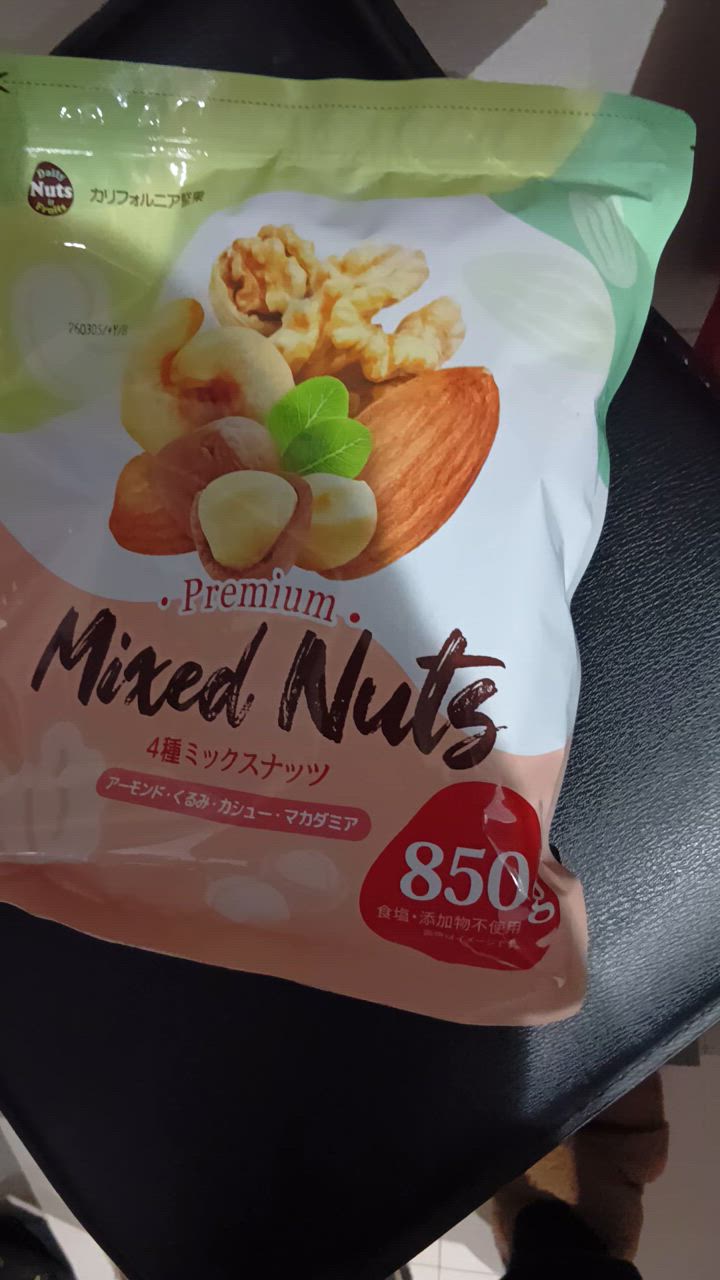 Daily
Nuts
&
Fruits
カリフォルニア堅果
Premium
Mixed Nuts
4種ミックスナッツ
アーモンド・くるみ・カシュー・マカダミア
850g
食塩・添加物不使用